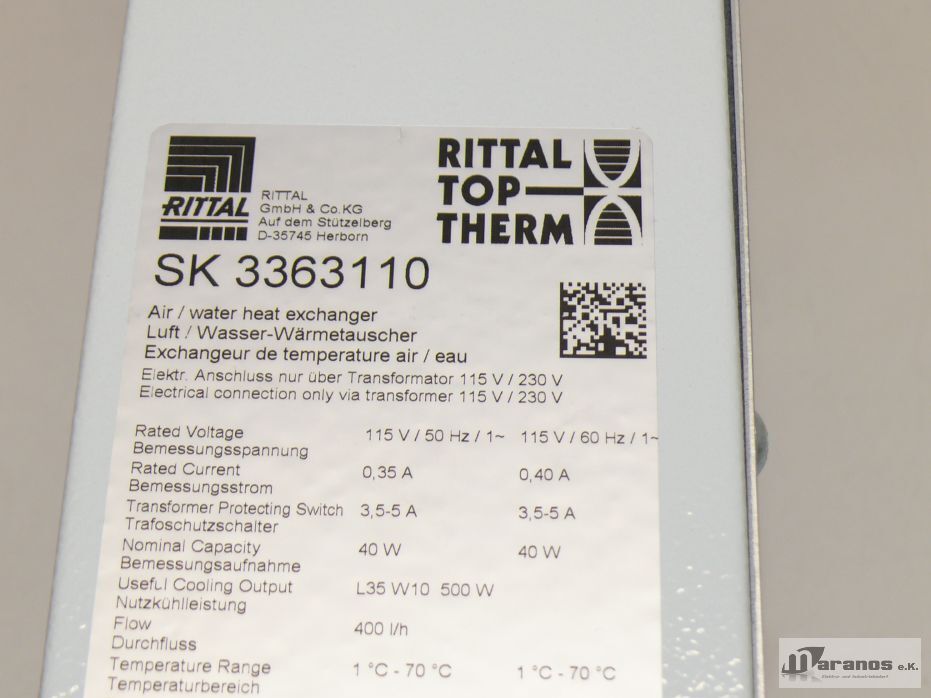 RITTAL
RITTAL
GmbH & Co.KG
Auf dem Stützelberg
D-35745 Herborn
RITTAL
TOP
THERM
SK 3363110
Air / water heat exchanger
Luft / Wasser-Wärmetauscher
Exchangeur de temperature air / eau
Elektr. Anschluss nur über Transformator 115 V / 230 V
Electrical connection only via transformer 115 V / 230 V
Rated Voltage 115 V / 50 Hz / 1~ 115 V / 60 Hz / 1~
Bemessungsspannung
Rated Current 0,35 A 0,40 A
Bemessungsstrom
Transformer Protecting Switch 3,5-5 A 3,5-5 A
Trafoschutzschalter
Nominal Capacity 40 W 40 W
Bemessungsaufnahme
Useful Cooling Output L35 W10 500 W
Nutzkühlleistung
Flow 400 l/h
Durchfluss
Temperature Range 1 °C - 70 °C 1 °C - 70 °C
Temperaturbereich
Maranos e.K.
Elektro- und Industriebedarf